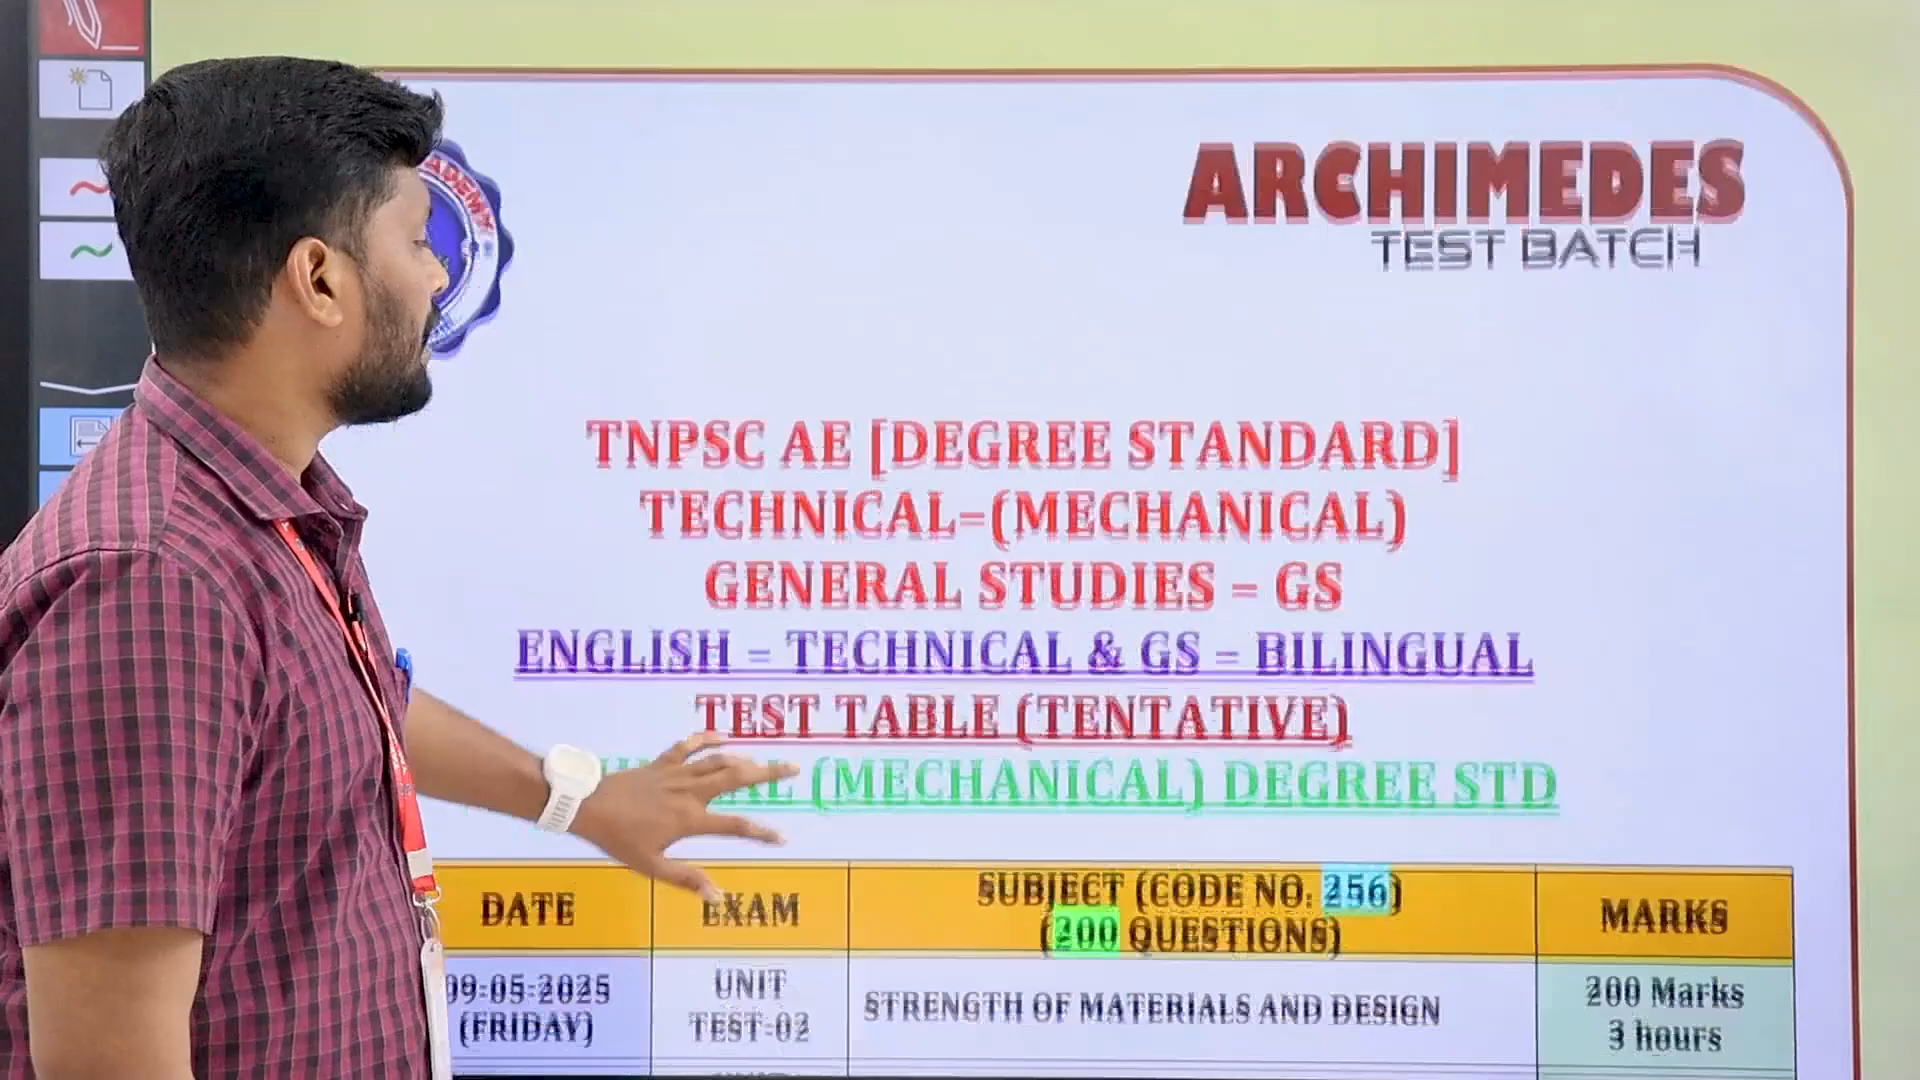 ADEMY
ARCHIMEDES
TEST BATCH
TNPSC AE [DEGREE STANDARD]
TECHNICAL=(MECHANICAL)
GENERAL STUDIES = GS
ENGLISH = TECHNICAL & GS = BILINGUAL
TEST TABLE (TENTATIVE)
(MECHANICAL) DEGREE STD
DATE
EXAM
SUBJECT (CODE NO: 256)
(200 QUESTIONS)
MARKS
09-05-2025
(FRIDAY)
UNIT
TEST-02
STRENGTH OF MATERIALS AND DESIGN
200 Marks
3 hours